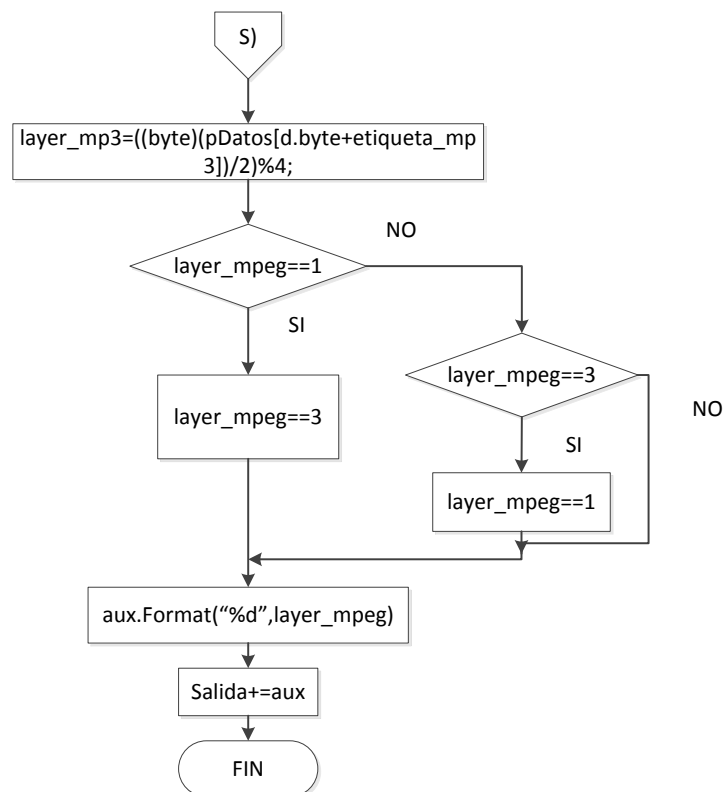 S)
layer_mp3=((byte)(pDatos[d.byte+etiqueta_mp
3])/2)%4;
NO
layer_mpeg==1
SI
layer_mpeg==3
NO
layer_mpeg==3
SI
layer_mpeg==1
aux.Format(“%d”,layer_mpeg)
Salida+=aux
FIN